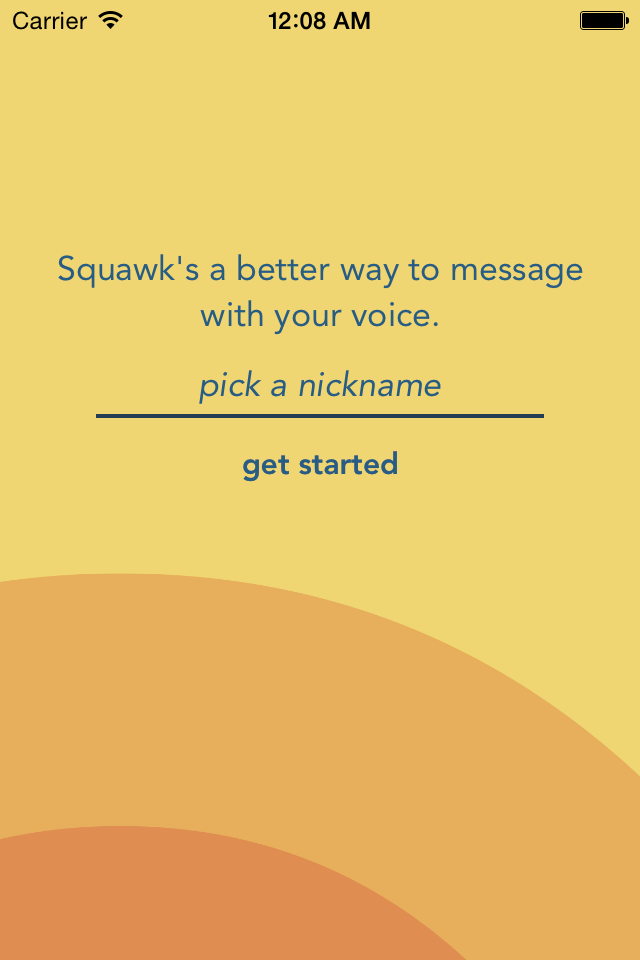 Carrier 12:08 AM
Squawk's a better way to message
with your voice.
pick a nickname
get started